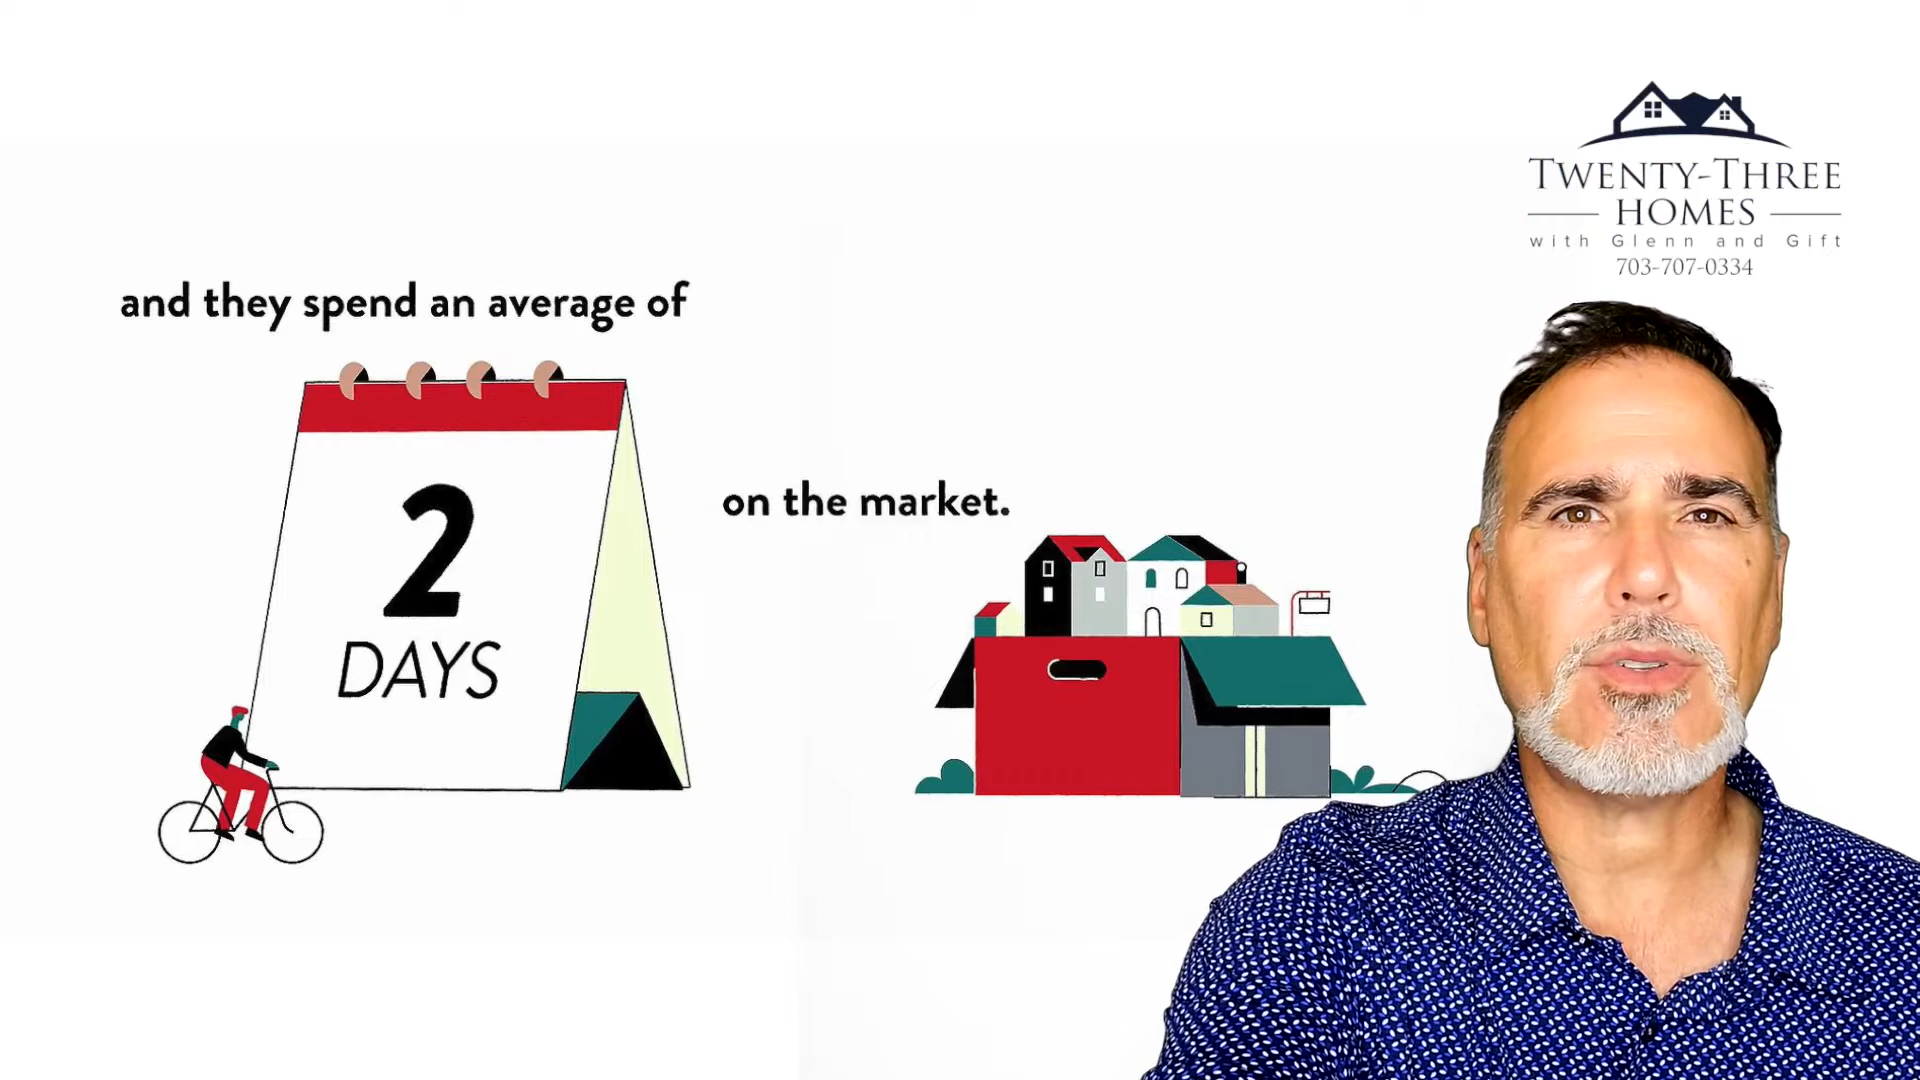 TWENTY-THREE
HOMES
with Glenn and Gift
703-707-0334
and they spend an average of
2
DAYS
on the market.